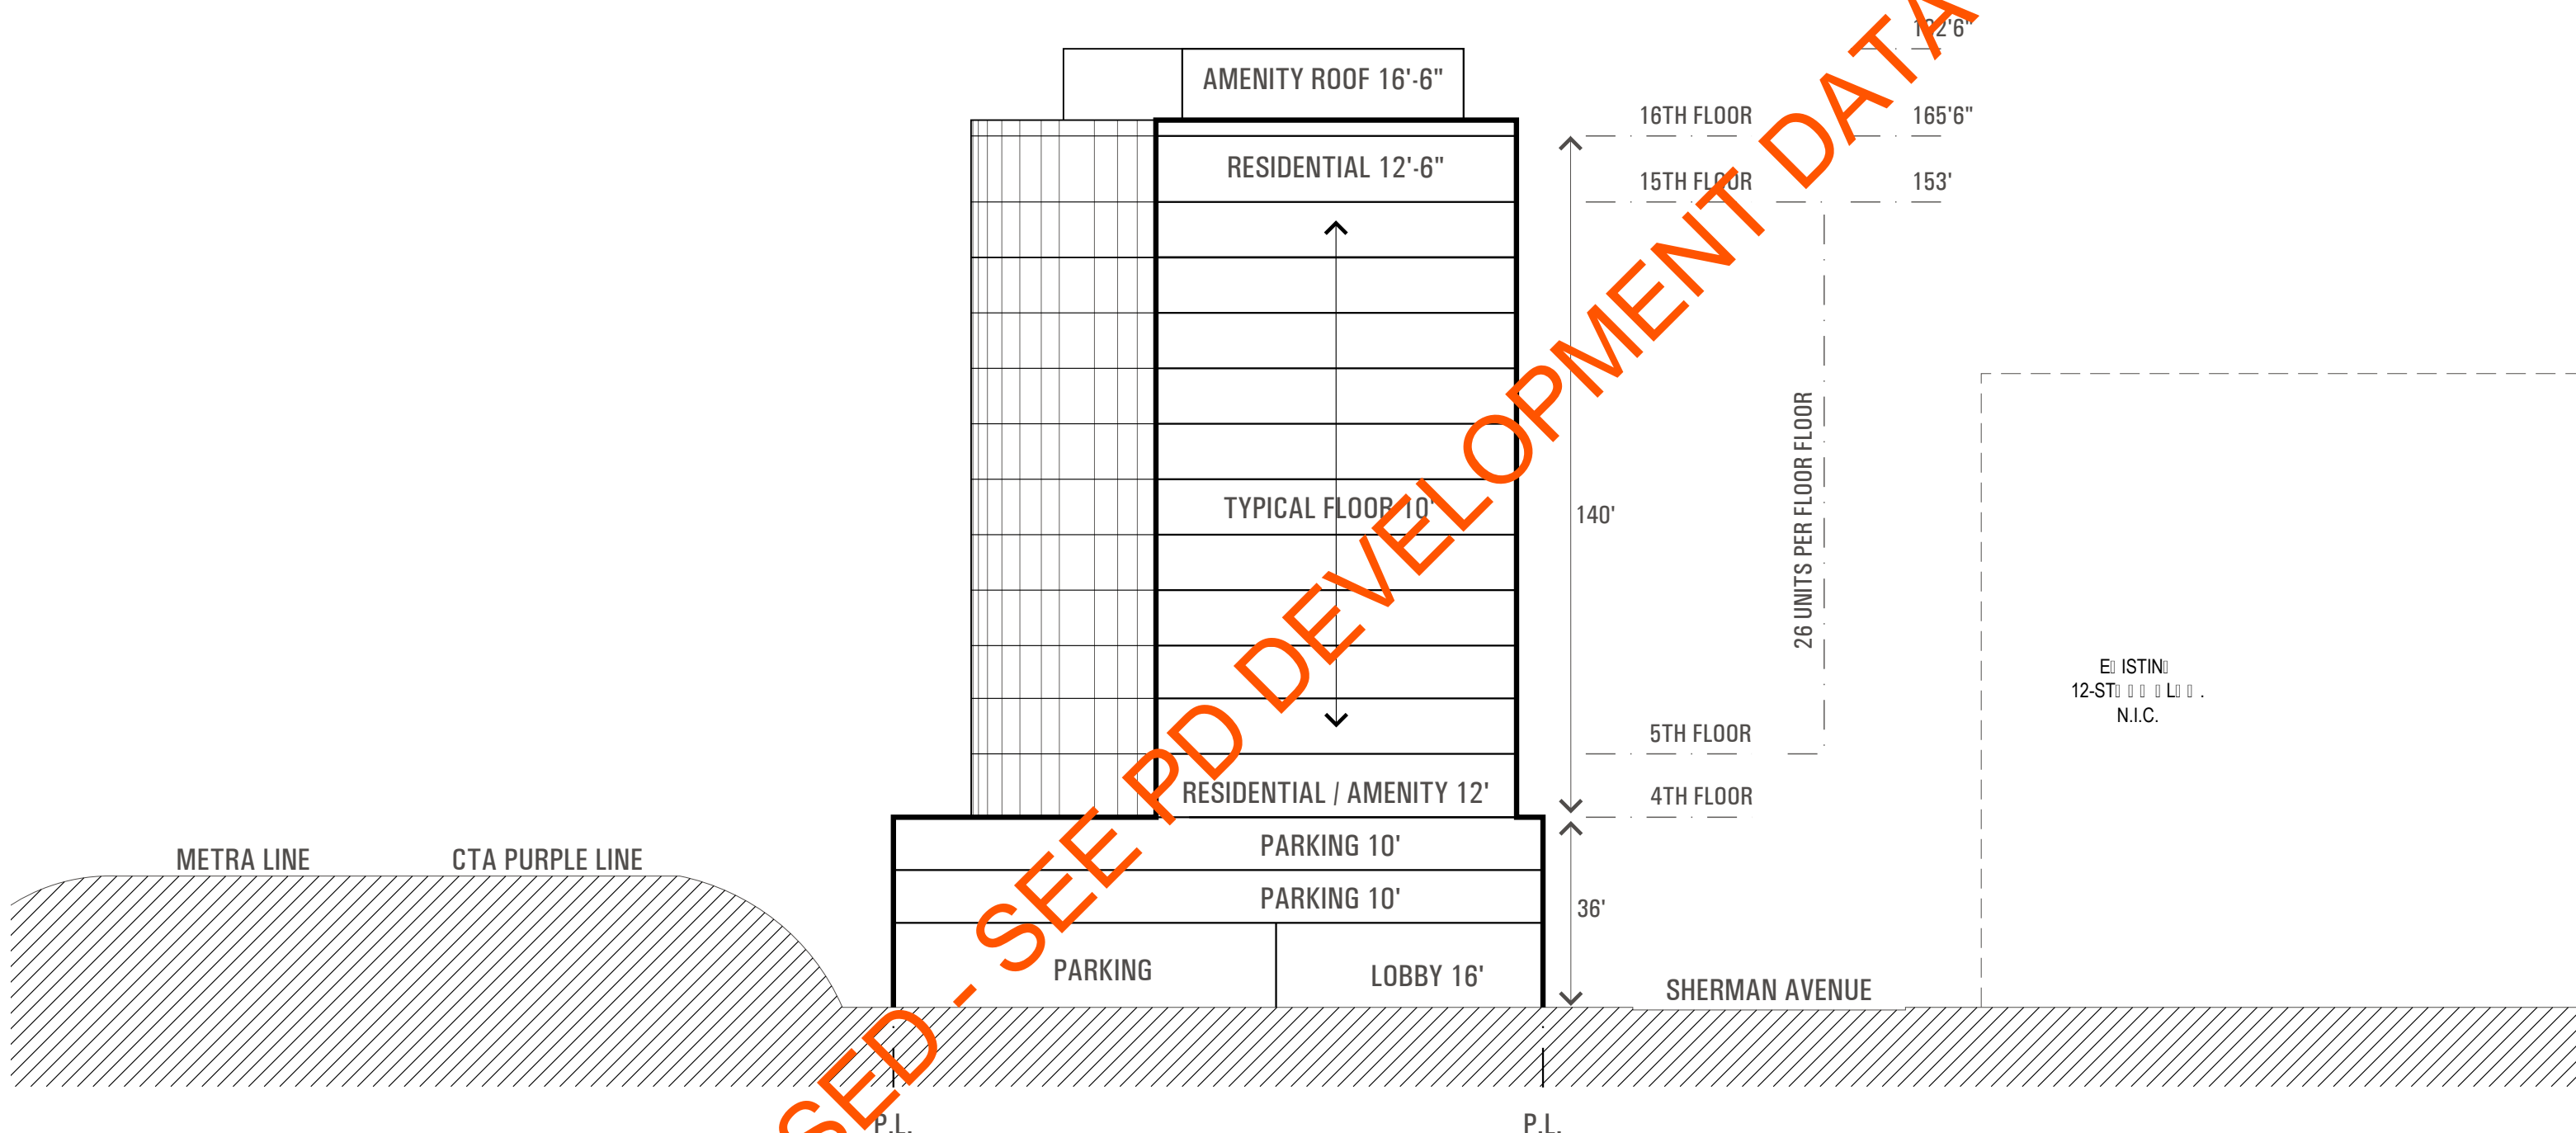 AMENITY ROOF 16'-6"
16TH FLOOR
165'6"
RESIDENTIAL 12'-6"
15TH FLOOR
153'
TYPICAL FLOOR 10'
140'
26 UNITS PER FLOOR FLOOR
12-ST
N.I.C.
5TH FLOOR
RESIDENTIAL / AMENITY 12'
4TH FLOOR
METRA LINE
CTA PURPLE LINE
PARKING 10'
PARKING 10'
36'
PARKING
LOBBY 16'
SHERMAN AVENUE
P.L.
P.L.
SED - SEE PD DEVELOPMENT DATA